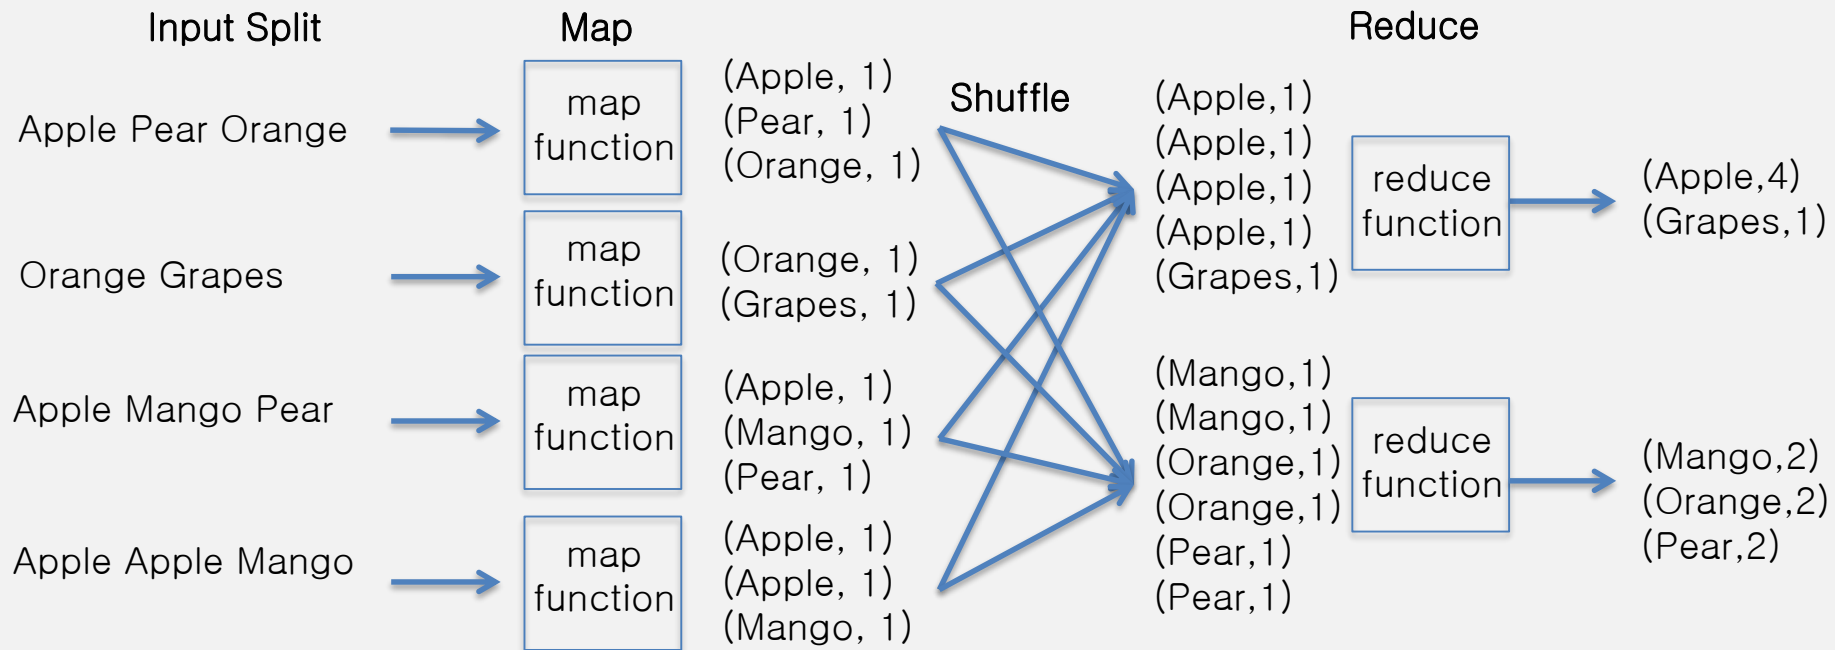 Input Split
Map
Reduce
Shuffle
Apple Pear Orange
map
function
(Apple, 1)
(Pear, 1)
(Orange, 1)
Orange Grapes
map
function
(Orange, 1)
(Grapes, 1)
Apple Mango Pear
map
function
(Apple, 1)
(Mango, 1)
(Pear, 1)
Apple Apple Mango
map
function
(Apple, 1)
(Apple, 1)
(Mango, 1)
(Apple,1)
(Apple,1)
(Apple,1)
(Apple,1)
(Grapes,1)
reduce
function
(Apple,4)
(Grapes,1)
(Mango,1)
(Mango,1)
(Orange,1)
(Orange,1)
(Pear,1)
(Pear,1)
reduce
function
(Mango,2)
(Orange,2)
(Pear,2)